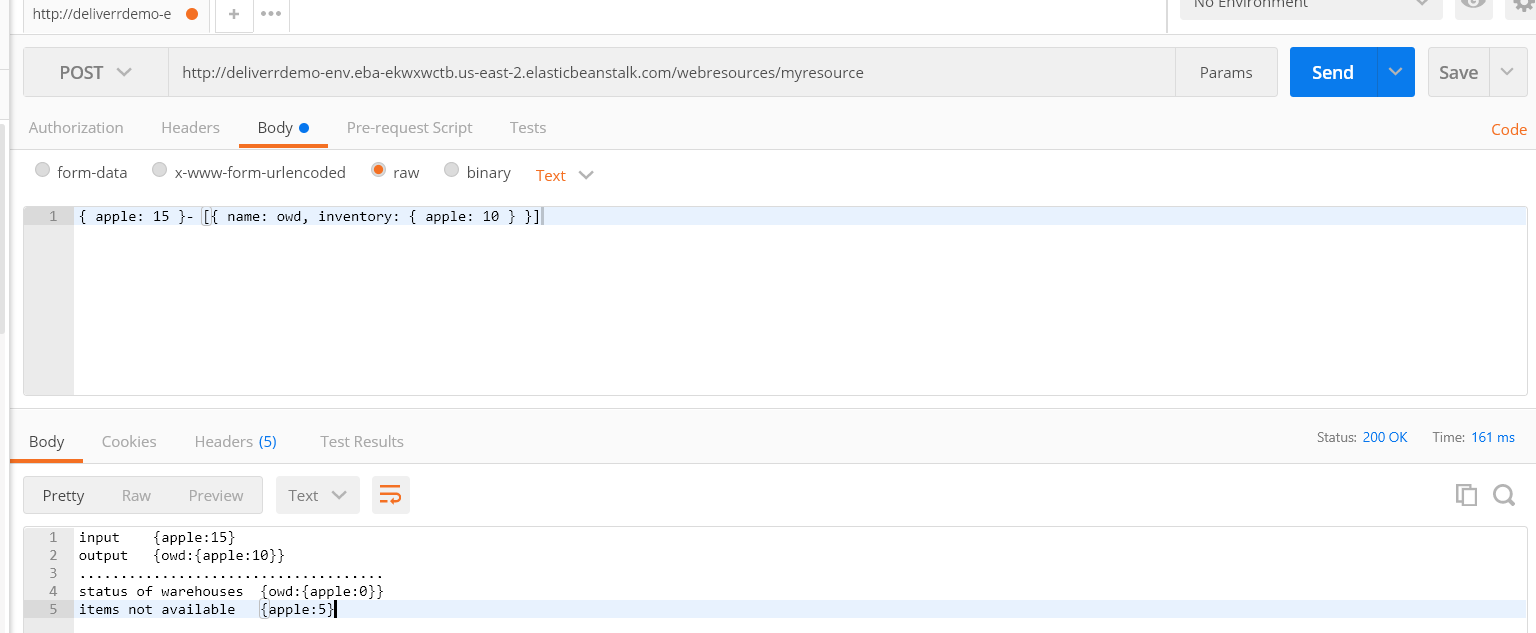 http://deliverrdemo-e + •••
No Environment
POST http://deliverrdemo-env.eba-ekwxwctb.us-east-2.elasticbeanstalk.com/webresources/myresource Params Send Save
Authorization Headers Body Pre-request Script Tests Code
form-data x-www-form-urlencoded raw binary Text
1 { apple: 15 }- [{ name: owd, inventory: { apple: 10 } }]
Body Cookies Headers (5) Test Results Status: 200 OK Time: 161 ms
Pretty Raw Preview Text
1 input {apple:15}
2 output {owd:{apple:10}}
3 .....................................
4 status of warehouses {owd:{apple:0}}
5 items not available {apple:5}